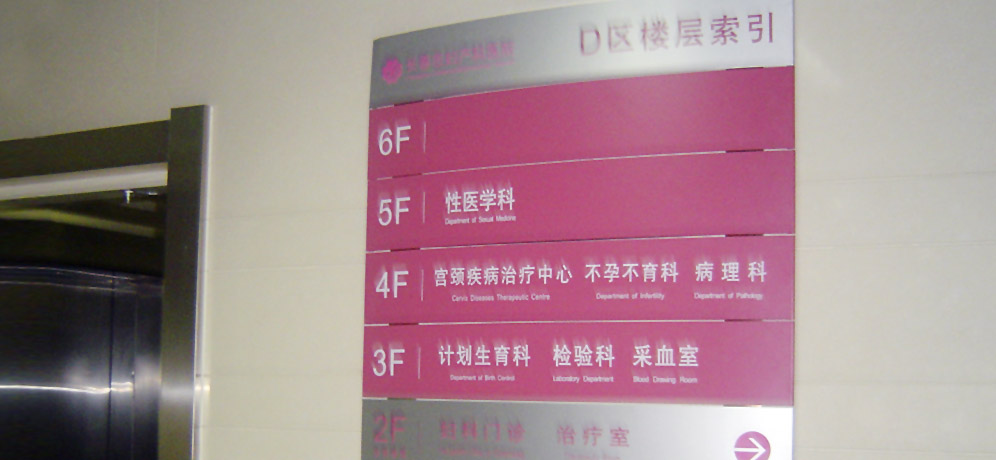 D区楼层索引
6F
5F 性医学科
Department of Sexual Medicine
4F 宫颈疾病治疗中心 不孕不育科 病理科
Cervix Diseases Therapeutic Centre Department of Infertility Department of Pathology
3F 计划生育科 检验科 采血室
Department of Birth Control Laboratory Department Blood Drawing Room
2F 门诊 治疗室